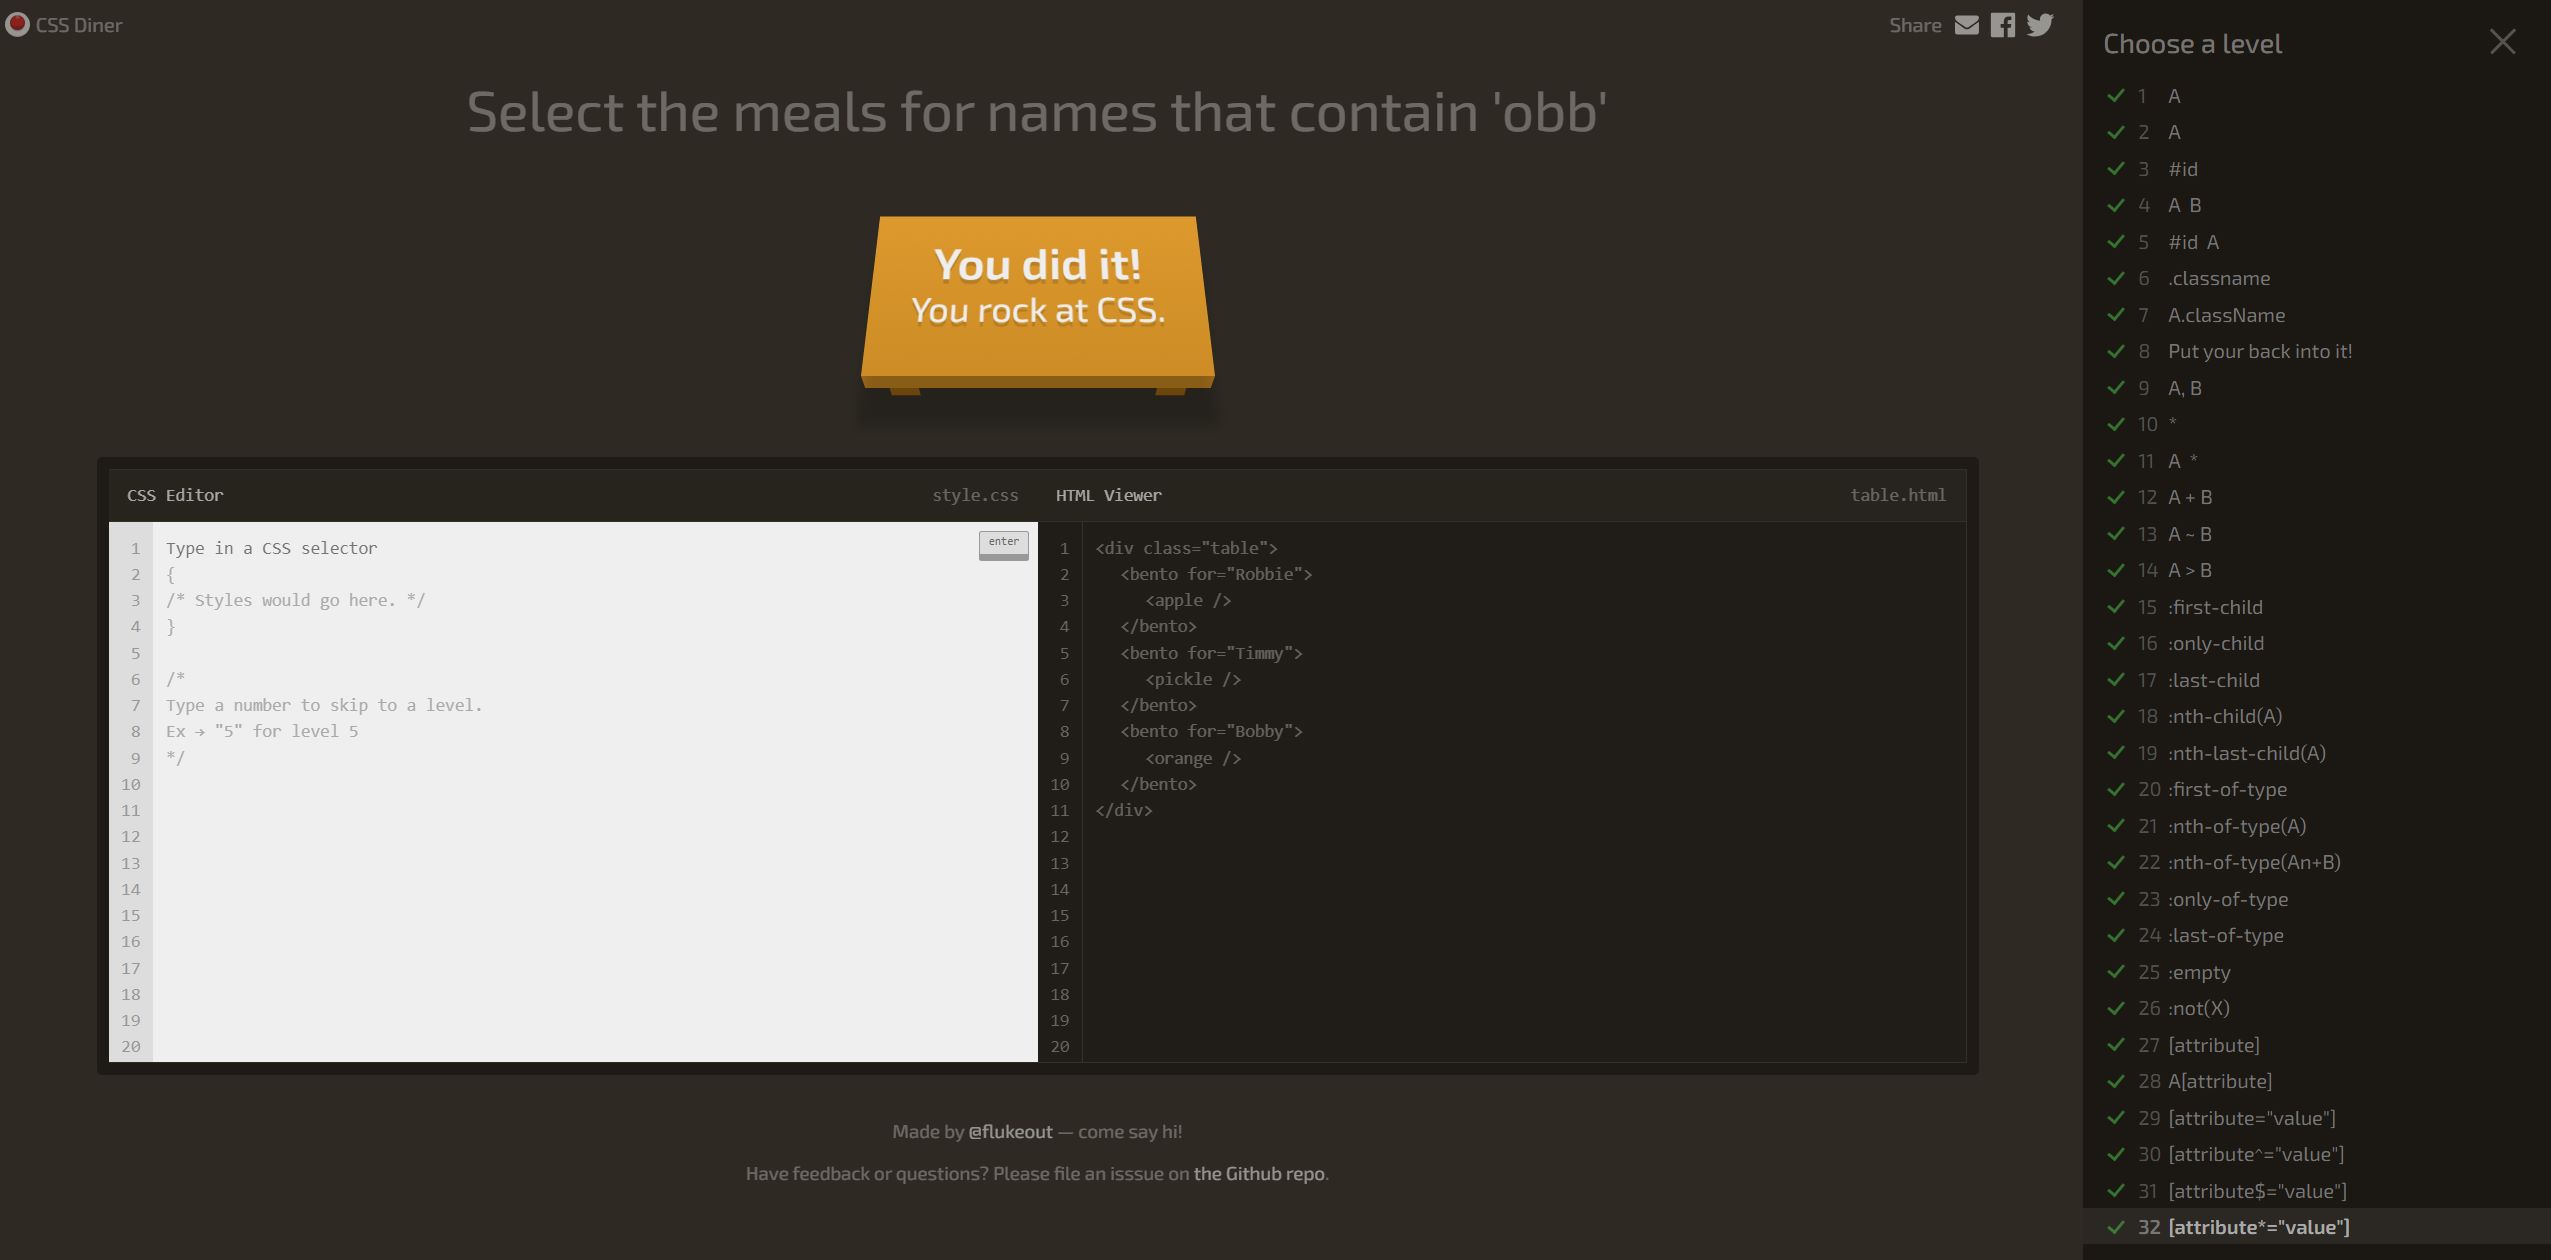 CSS Diner
Share
Select the meals for names that contain 'obb'
You did it!
You rock at CSS.
CSS Editor
style.css
1 Type in a CSS selector
enter
2 {
3 /* Styles would go here. */
4 }
5
6 /*
7 Type a number to skip to a level.
8 Ex → "5" for level 5
9 */
10
11
12
13
14
15
16
17
18
19
20
HTML Viewer
table.html
1 <div class="table">
2 <bento for="Robbie">
3 <apple />
4 </bento>
5 <bento for="Timmy">
6 <pickle />
7 </bento>
8 <bento for="Bobby">
9 <orange />
10 </bento>
11 </div>
12
13
14
15
16
17
18
19
20
Made by @flukeout — come say hi!
Have feedback or questions? Please file an isssue on the Github repo.
Choose a level
1 A
2 A
3 #id
4 A B
5 #id A
6 .classname
7 A.className
8 Put your back into it!
9 A, B
10 *
11 A *
12 A + B
13 A ~ B
14 A > B
15 :first-child
16 :only-child
17 :last-child
18 :nth-child(A)
19 :nth-last-child(A)
20 :first-of-type
21 :nth-of-type(A)
22 :nth-of-type(An+B)
23 :only-of-type
24 :last-of-type
25 :empty
26 :not(X)
27 [attribute]
28 A[attribute]
29 [attribute="value"]
30 [attribute^="value"]
31 [attribute$="value"]
32 [attribute*="value"]